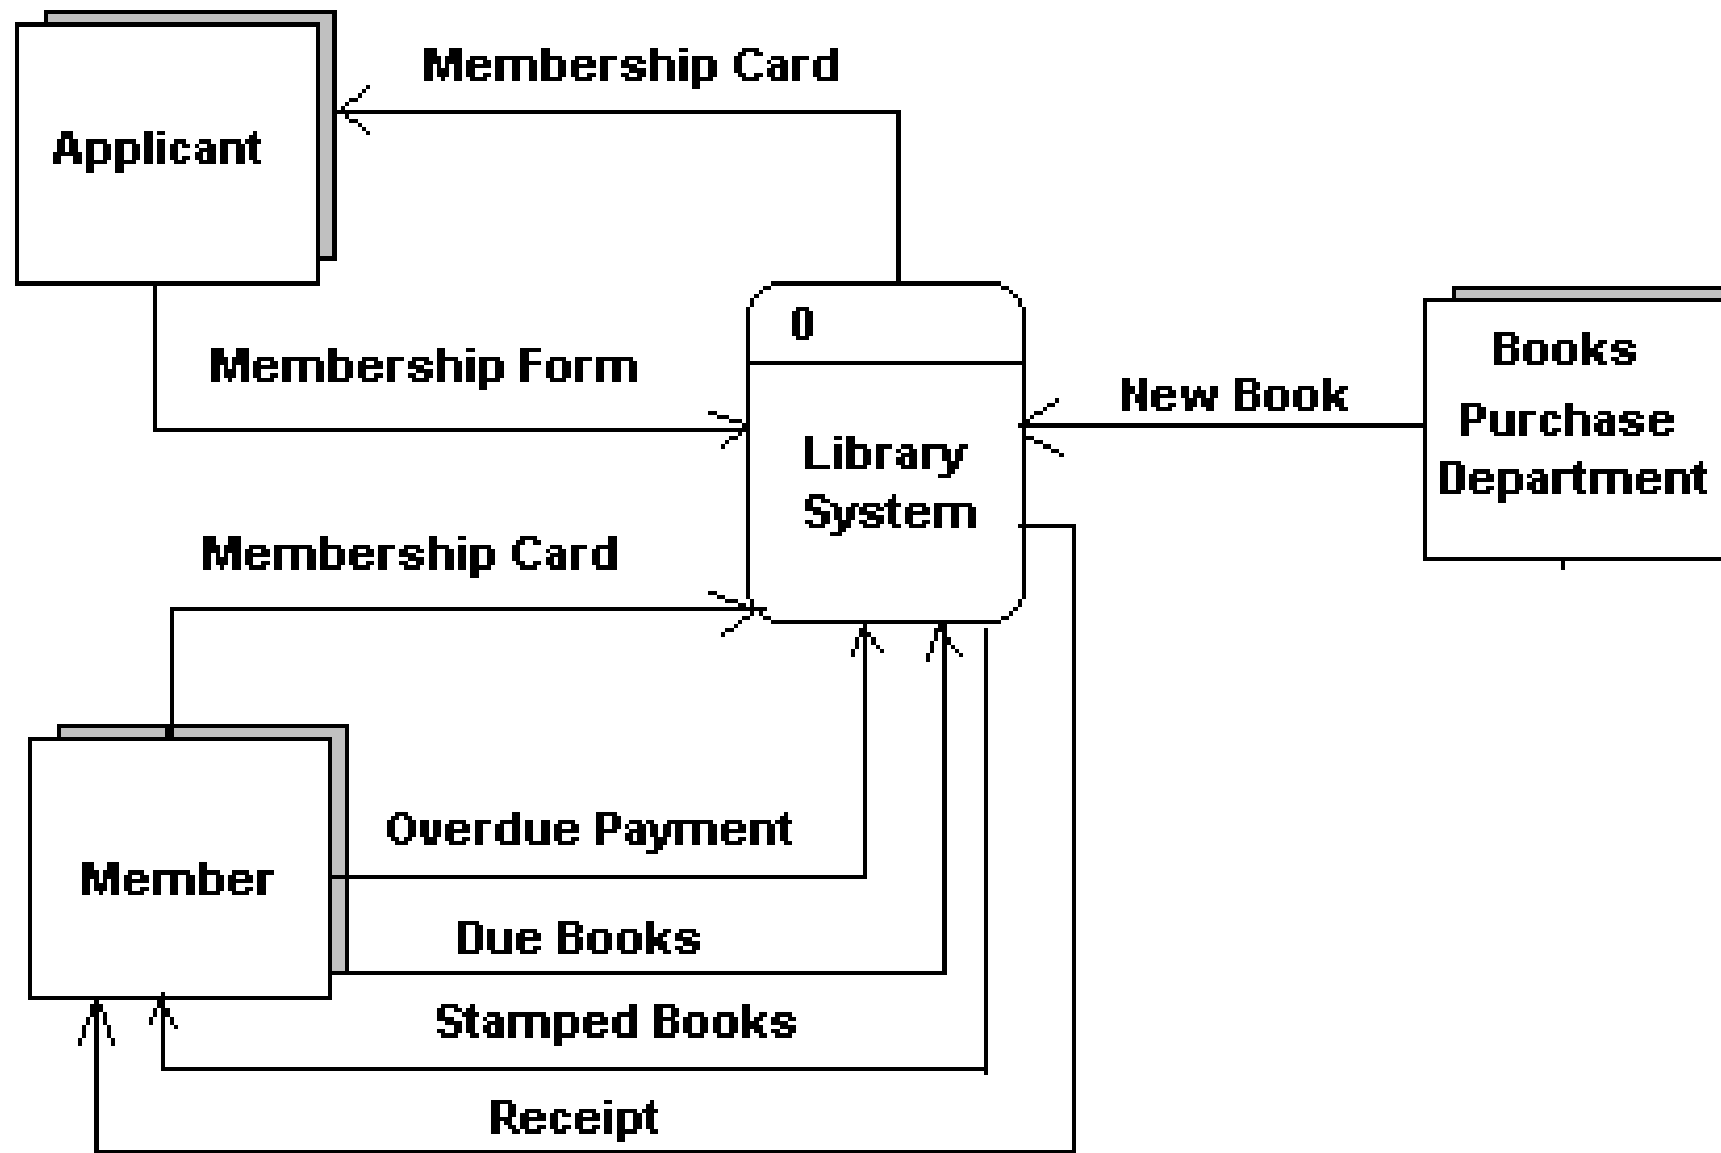 Membership Card
Applicant
0
Membership Form
Library
System
New Book
Books
Purchase
Department
Membership Card
Member
Overdue Payment
Due Books
Stamped Books
Receipt